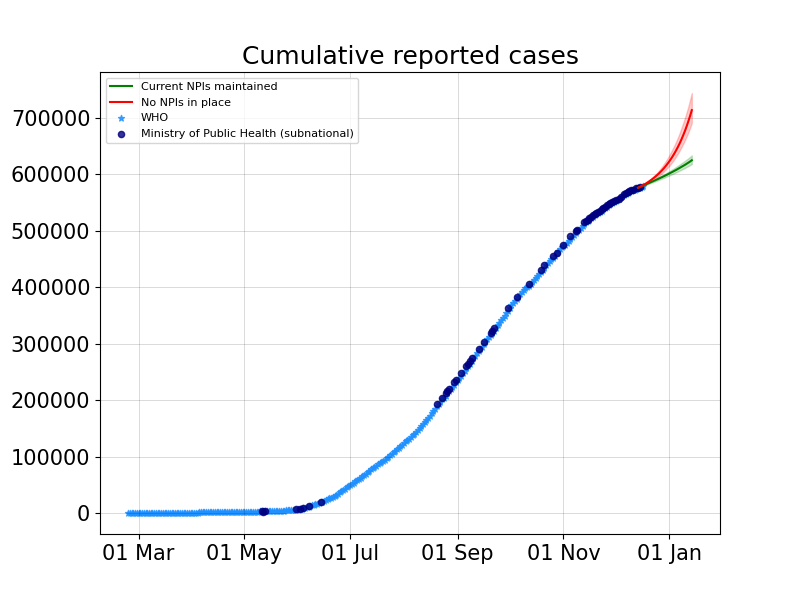 Cumulative reported cases
Current NPIs maintained
No NPIs in place
WHO
Ministry of Public Health (subnational)
700000
600000
500000
400000
300000
200000
100000
0
01 Mar 01 May 01 Jul 01 Sep 01 Nov 01 Jan